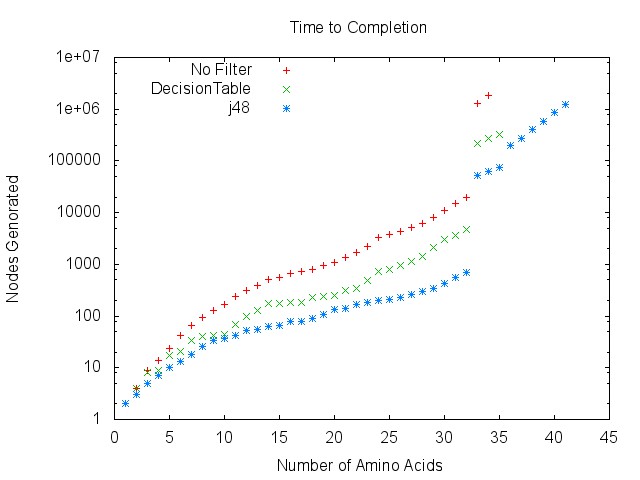 Time to Completion
1e+07
1e+06
100000
10000
1000
100
10
1
No Filter
DecisionTable
j48
Nodes Genorated
0 5 10 15 20 25 30 35 40 45
Number of Amino Acids